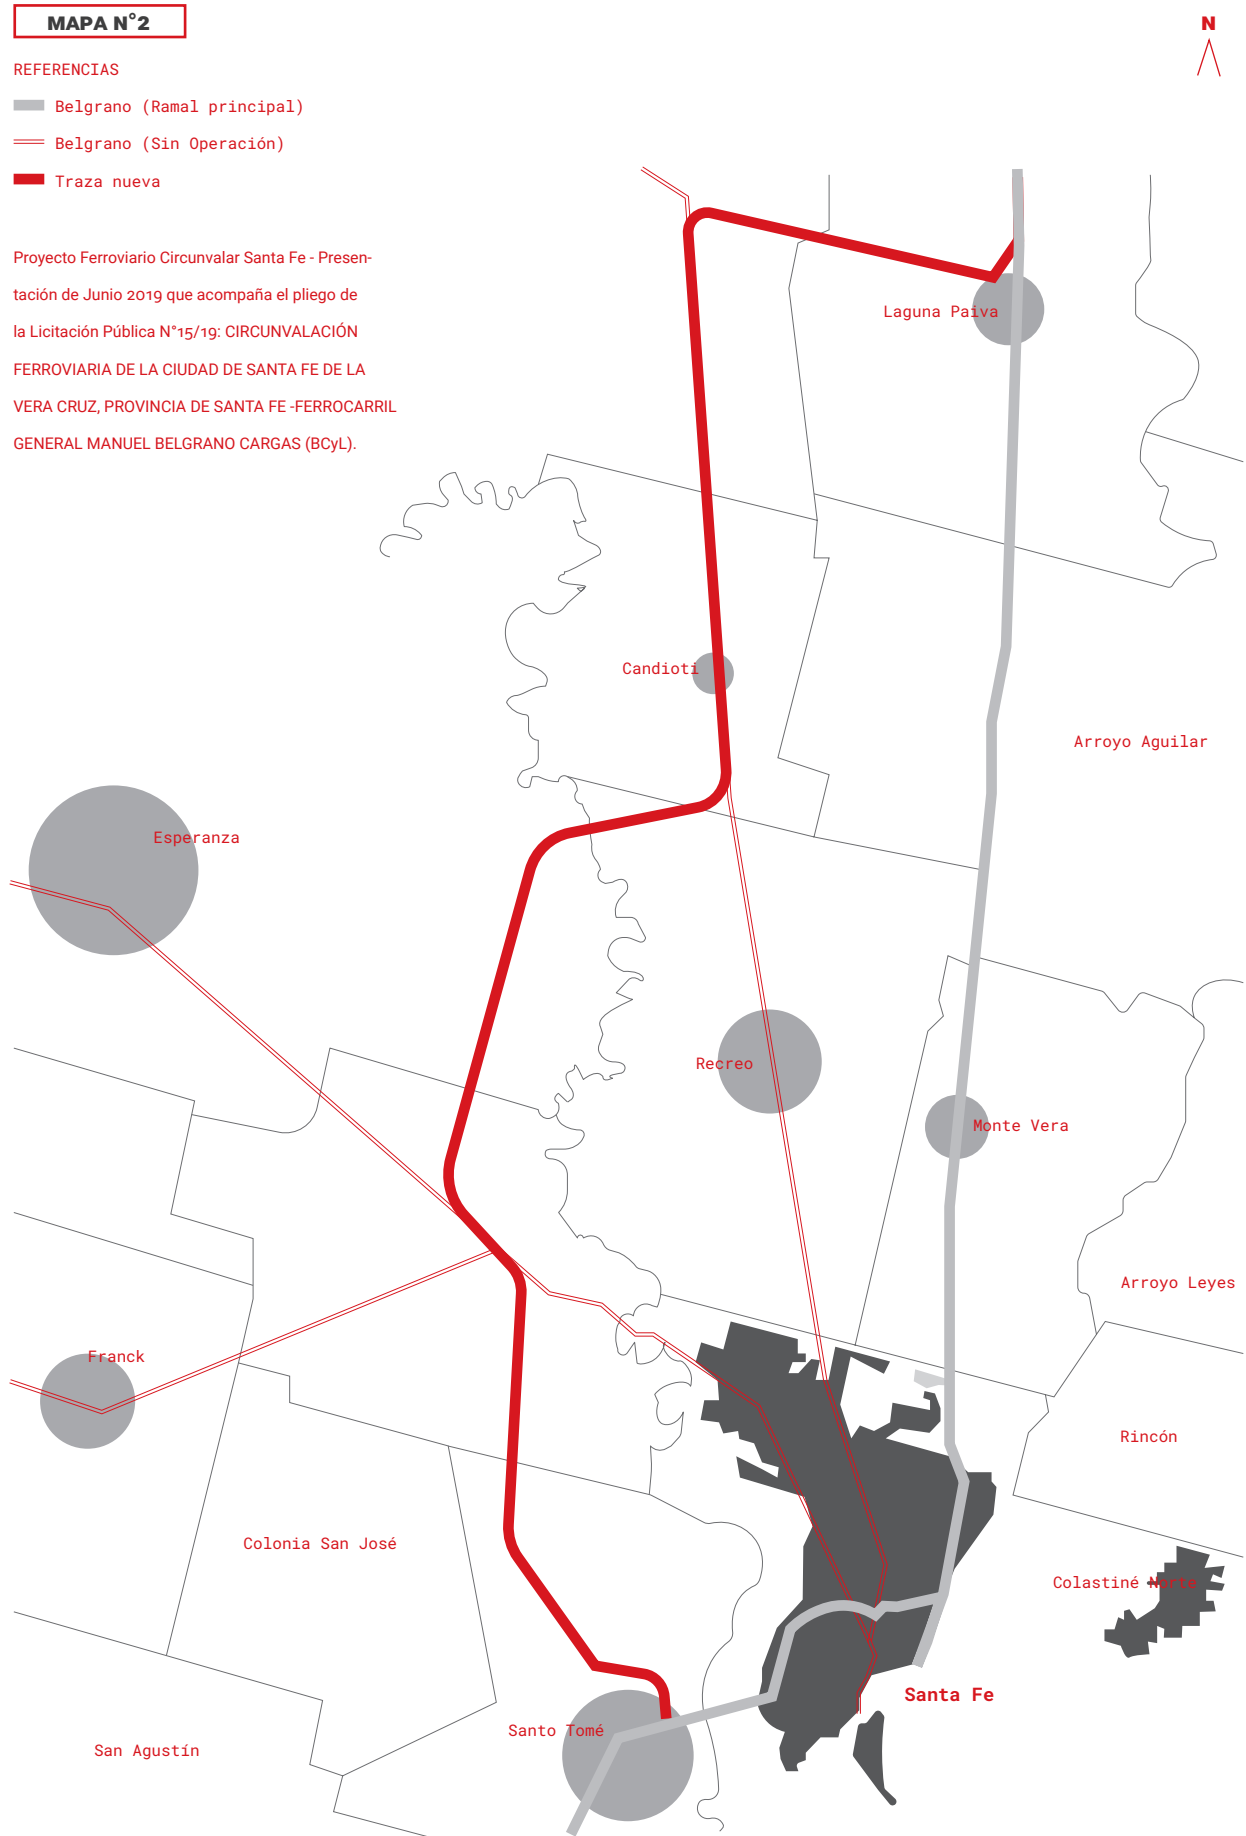 MAPA N°2
N
REFERENCIAS
Belgrano (Ramal principal)
Belgrano (Sin Operación)
Traza nueva
Proyecto Ferroviario Circunvalar Santa Fe - Presen-
tación de Junio 2019 que acompaña el pliego de
la Licitación Pública N°15/19: CIRCUNVALACIÓN
FERROVIARIA DE LA CIUDAD DE SANTA FE DE LA
VERA CRUZ, PROVINCIA DE SANTA FE -FERROCARRIL
GENERAL MANUEL BELGRANO CARGAS (BCyL).
Laguna Paiva
Candioti
Arroyo Aguilar
Esperanza
Recreo
Monte Vera
Arroyo Leyes
Franck
Rincón
Colonia San José
Colastiné Norte
Santa Fe
Santo Tomé
San Agustín